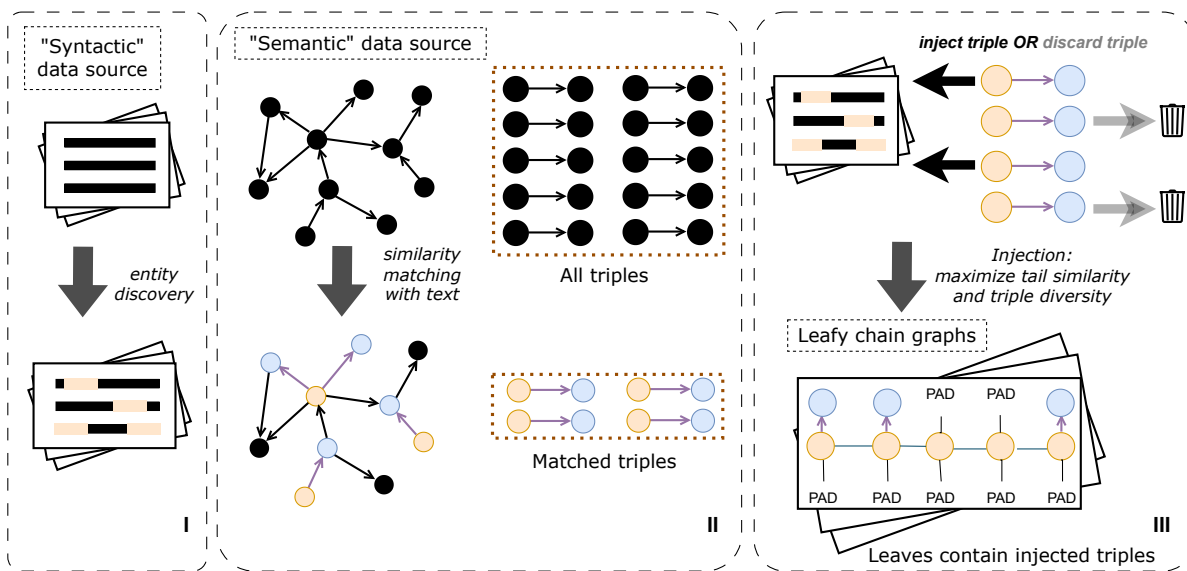 "Syntactic"
data source
entity
discovery
I
"Semantic" data source
similarity
matching
with text
All triples
Matched triples
II
inject triple OR discard triple
Injection:
maximize tail similarity
and triple diversity
Leafy chain graphs
PAD PAD
PAD PAD PAD PAD PAD
III
Leaves contain injected triples